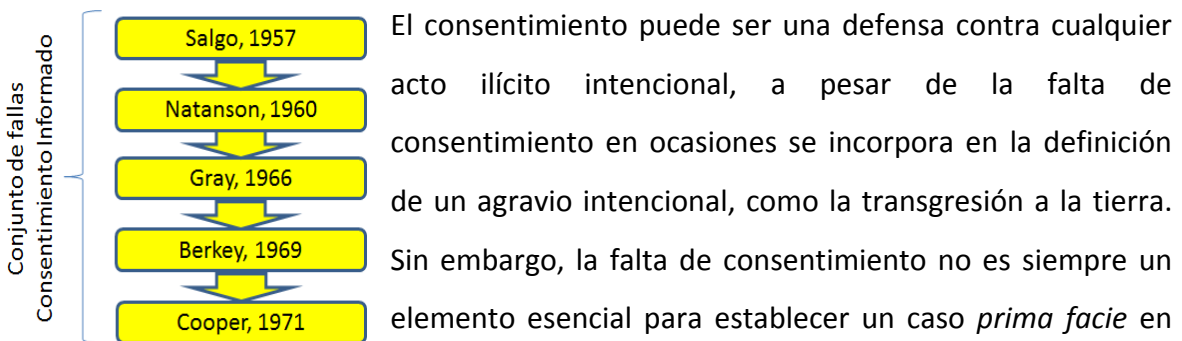 Conjunto de fallas
Consentimiento Informado
Salgo, 1957
Natanson, 1960
Gray, 1966
Berkey, 1969
Cooper, 1971
El consentimiento puede ser una defensa contra cualquier
acto ilícito intencional, a pesar de la falta de
consentimiento en ocasiones se incorpora en la definición
de un agravio intencional, como la transgresión a la tierra.
Sin embargo, la falta de consentimiento no es siempre un
elemento esencial para establecer un caso prima facie en